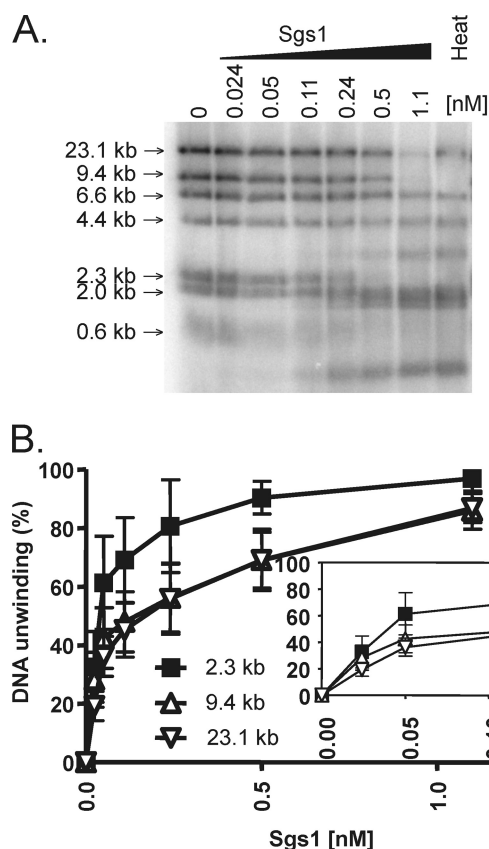 A.
Sgs1
Heat
0
0.024
0.05
0.11
0.24
0.5
1.1
[nM]
23.1 kb
9.4 kb
6.6 kb
4.4 kb
2.3 kb
2.0 kb
0.6 kb
B.
DNA unwinding (%)
100
80
60
40
20
0
2.3 kb
9.4 kb
23.1 kb
100
80
60
40
20
0
0.00
0.05
0.10
0.0
0.5
1.0
Sgs1 [nM]